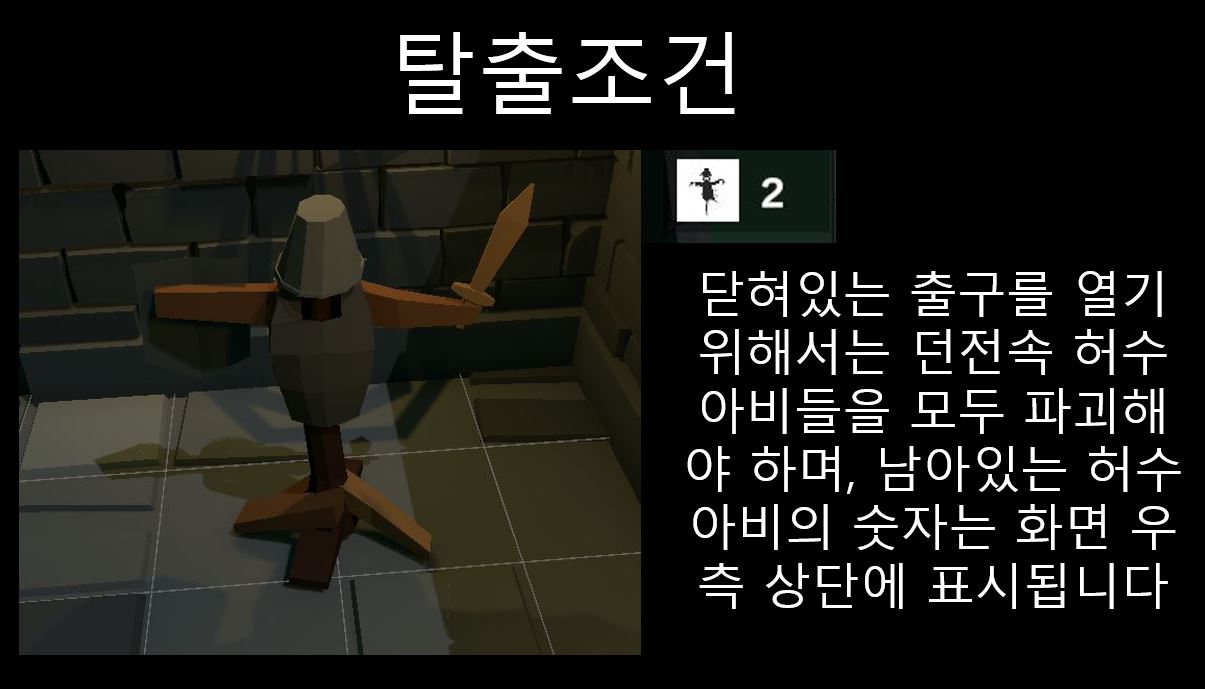 탈출조건
2
닫혀있는 출구를 열기
위해서는 던전속 허수
아비들을 모두 파괴해
야 하며, 남아있는 허수
아비의 숫자는 화면 우
측 상단에 표시됩니다